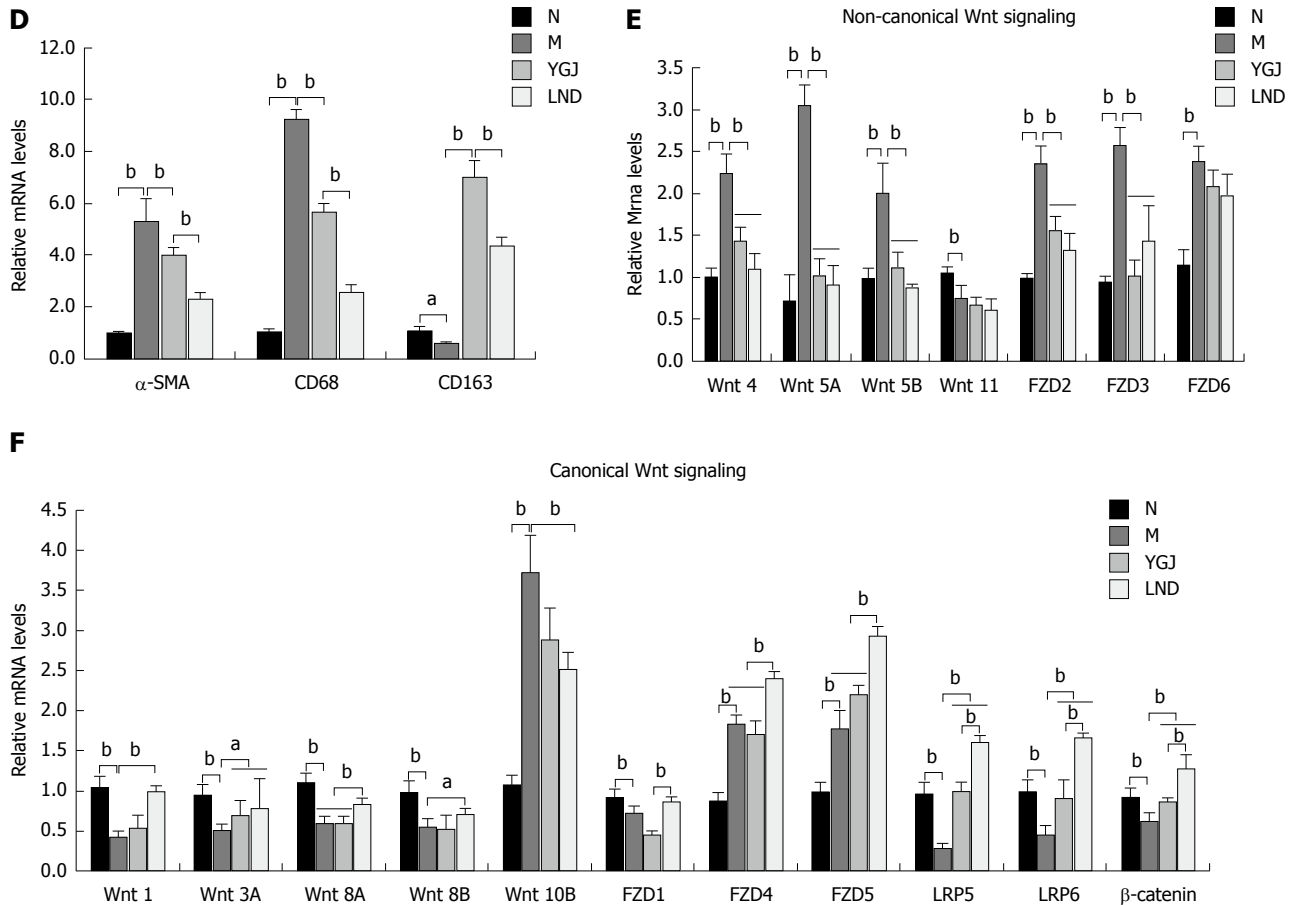 D
N
M
YGJ
LND
12.0
10.0
8.0
6.0
4.0
2.0
0.0
Relative mRNA levels
b b b
b b b
a b b
α-SMA CD68 CD163
E
Non-canonical Wnt signaling
N
M
YGJ
LND
3.5
3.0
2.5
2.0
1.5
1.0
0.5
0.0
Relative Mrna levels
b b
b b
b b
b
b b
b b
b
Wnt 4 Wnt 5A Wnt 5B Wnt 11 FZD2 FZD3 FZD6
F
Canonical Wnt signaling
N
M
YGJ
LND
4.5
4.0
3.5
3.0
2.5
2.0
1.5
1.0
0.5
0.0
Relative mRNA levels
b b
b a
b b
b a
b b
b b
b b
b b
b b b
b b b
b b b
Wnt 1 Wnt 3A Wnt 8A Wnt 8B Wnt 10B FZD1 FZD4 FZD5 LRP5 LRP6 β-catenin